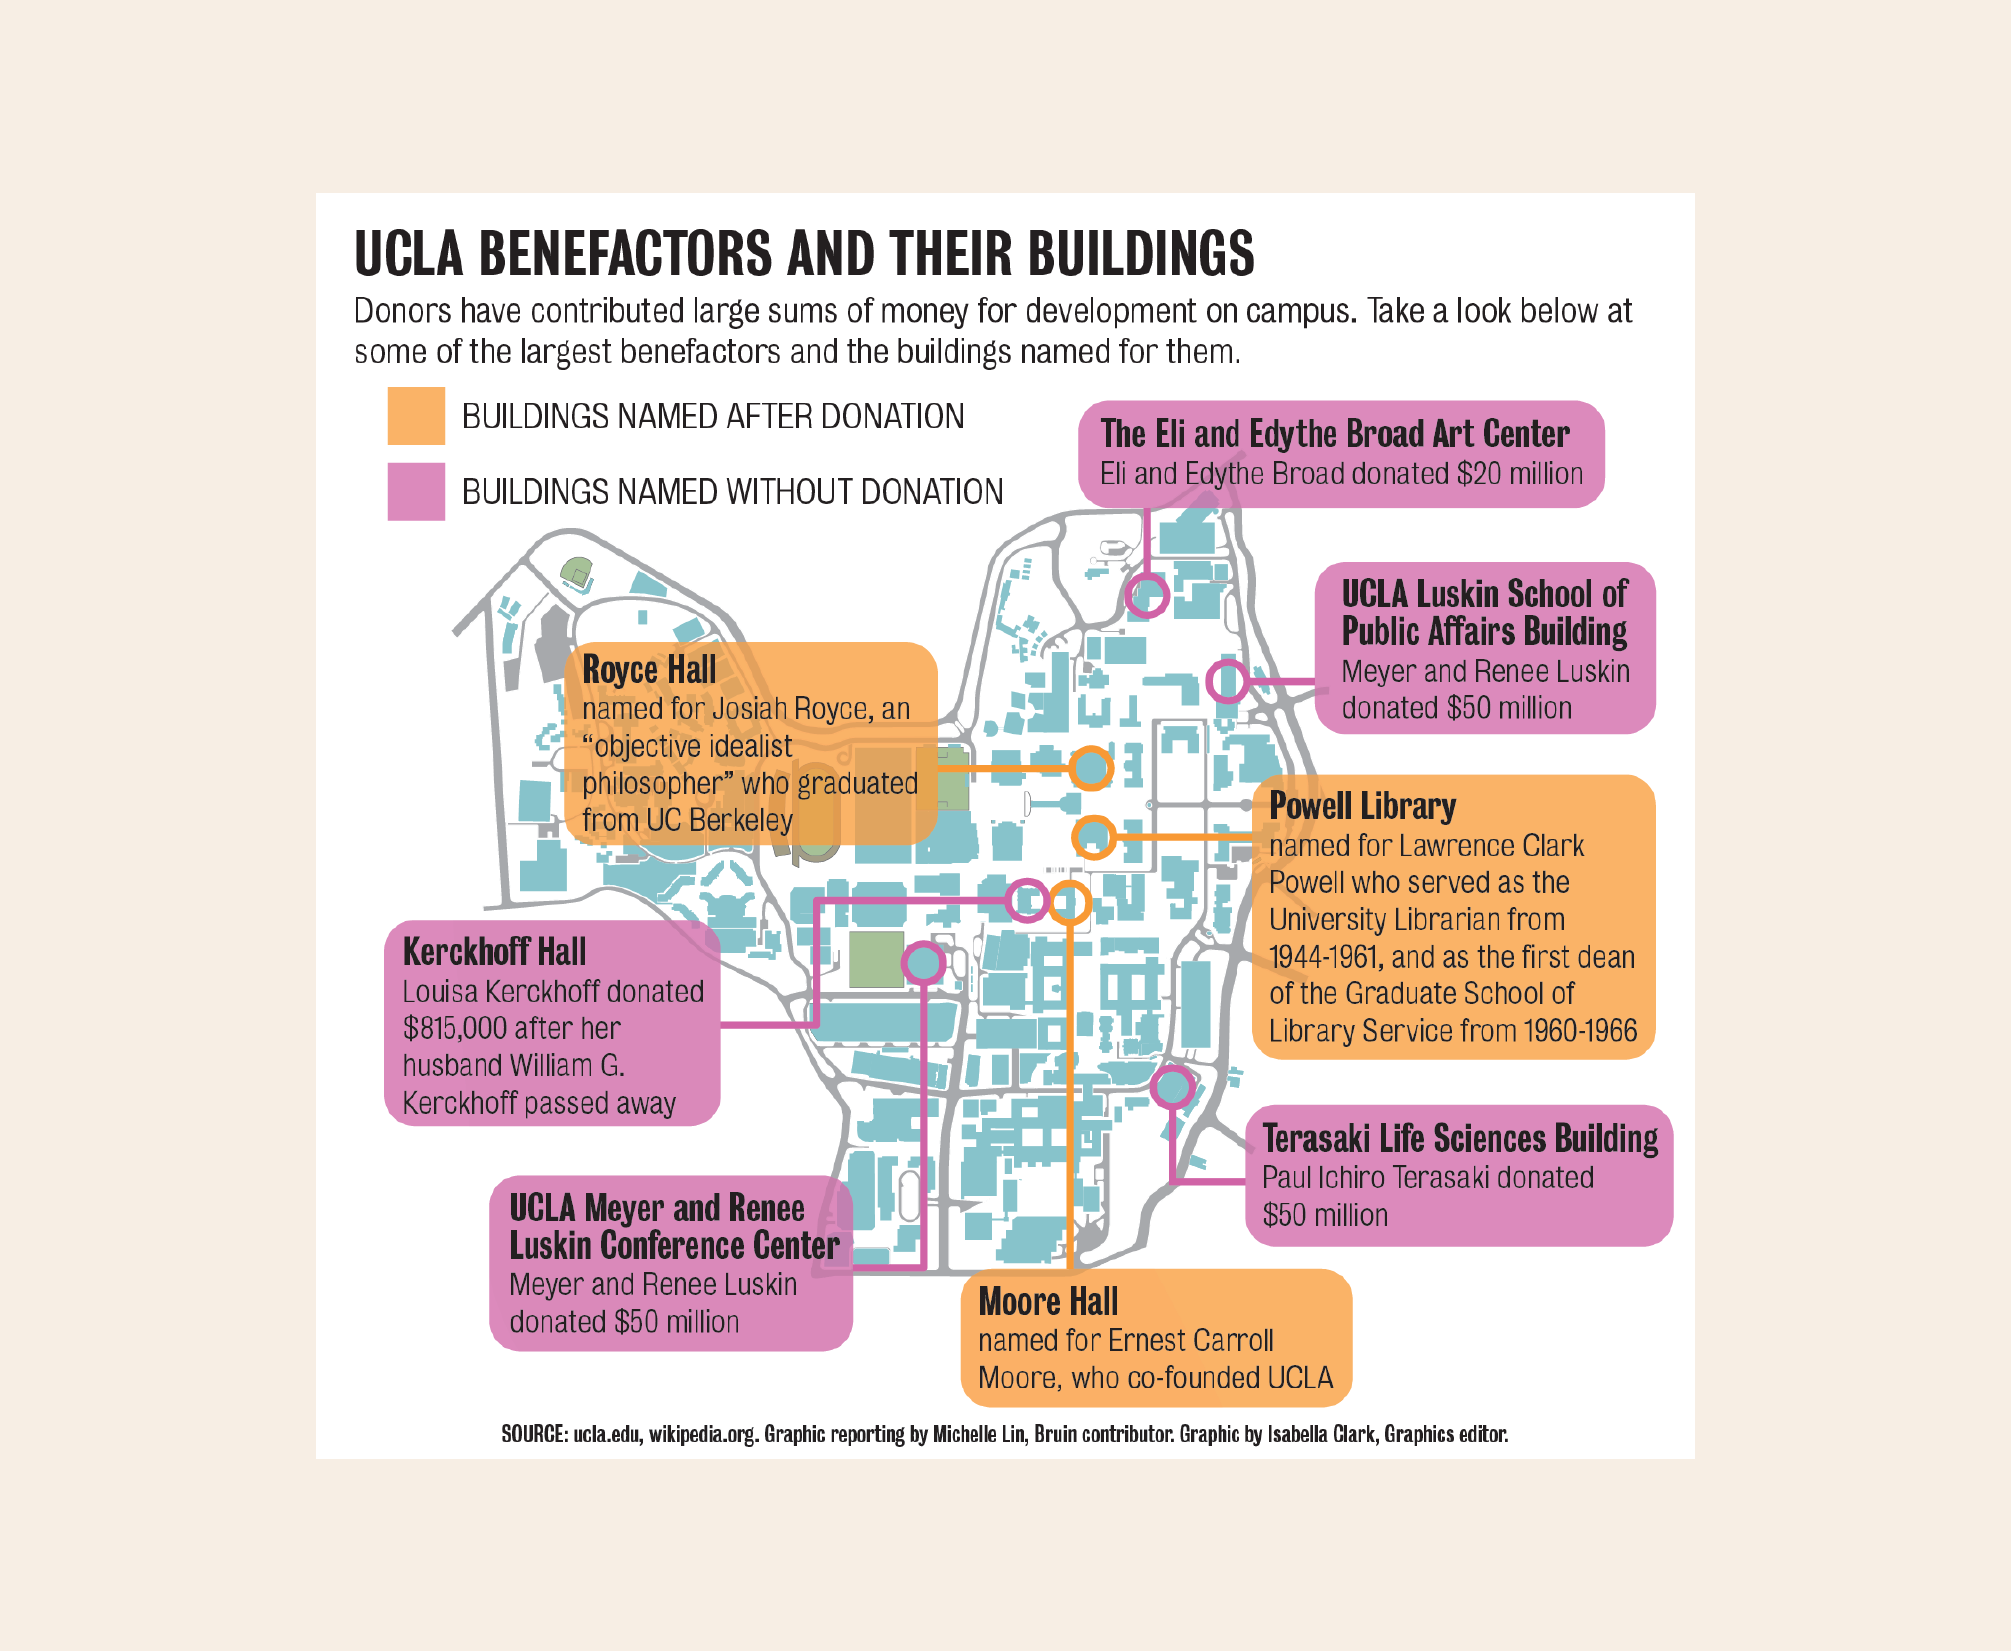 UCLA BENEFACTORS AND THEIR BUILDINGS
Donors have contributed large sums of money for development on campus. Take a look below at
some of the largest benefactors and the buildings named for them.
BUILDINGS NAMED AFTER DONATION
BUILDINGS NAMED WITHOUT DONATION
The Eli and Edythe Broad Art Center
Eli and Edythe Broad donated $20 million
UCLA Luskin School of
Public Affairs Building
Meyer and Renee Luskin
donated $50 million
Royce Hall
named for Josiah Royce, an
“objective idealist
philosopher” who graduated
from UC Berkeley
Powell Library
named for Lawrence Clark
Powell who served as the
University Librarian from
1944-1961, and as the first dean
of the Graduate School of
Library Service from 1960-1966
Kerckhoff Hall
Louisa Kerckhoff donated
$815,000 after her
husband William G.
Kerckhoff passed away
Terasaki Life Sciences Building
Paul Ichiro Terasaki donated
$50 million
UCLA Meyer and Renee
Luskin Conference Center
Meyer and Renee Luskin
donated $50 million
Moore Hall
named for Ernest Carroll
Moore, who co-founded UCLA
SOURCE: ucla.edu, wikipedia.org. Graphic reporting by Michelle Lin, Bruin contributor. Graphic by Isabella Clark, Graphics editor.